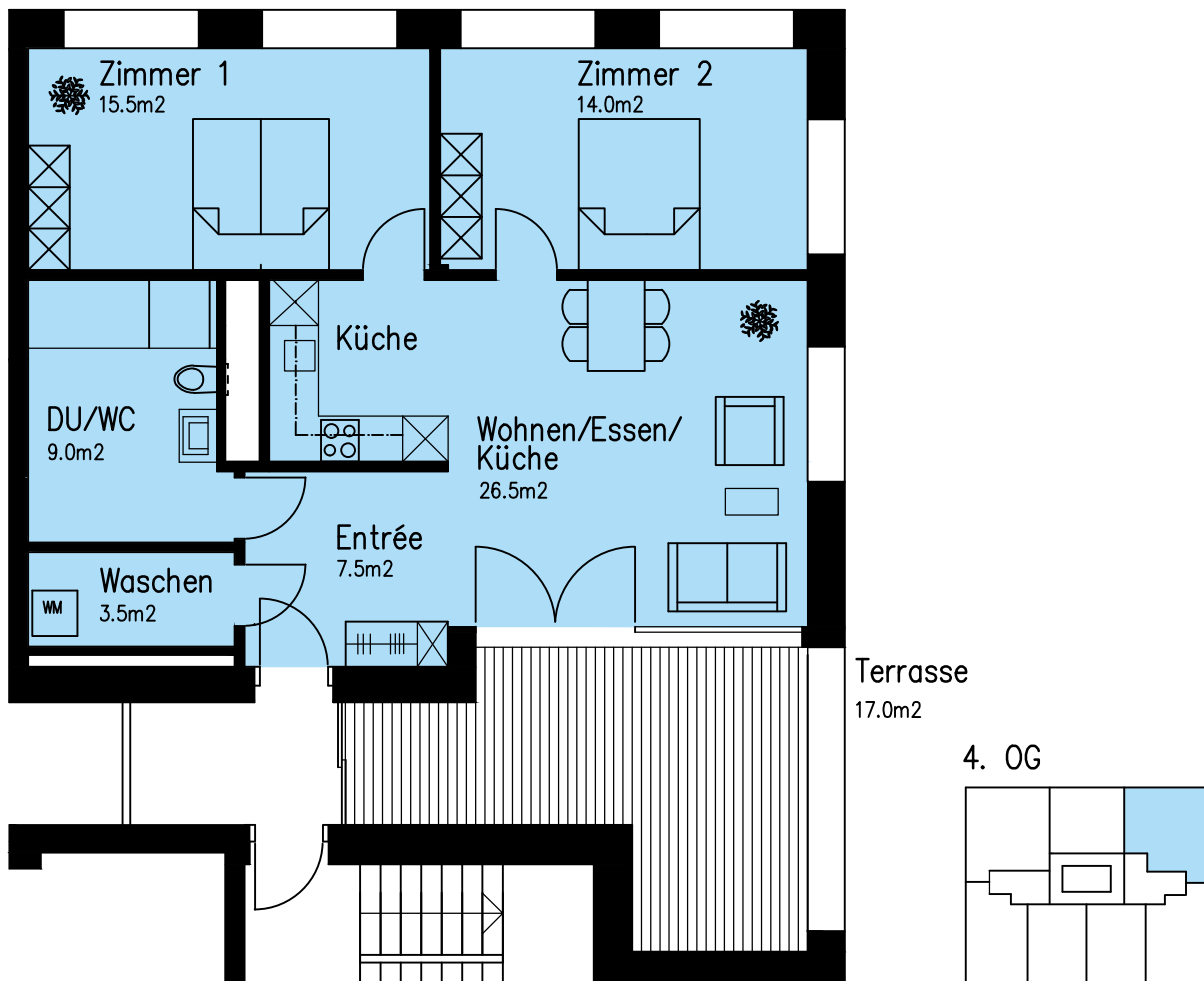 Zimmer 1
15.5m2
Zimmer 2
14.0m2
Küche
DU/WC
9.0m2
Wohnen/Essen/
Küche
26.5m2
Entrée
7.5m2
Waschen
3.5m2
WM
Terrasse
17.0m2
4. OG